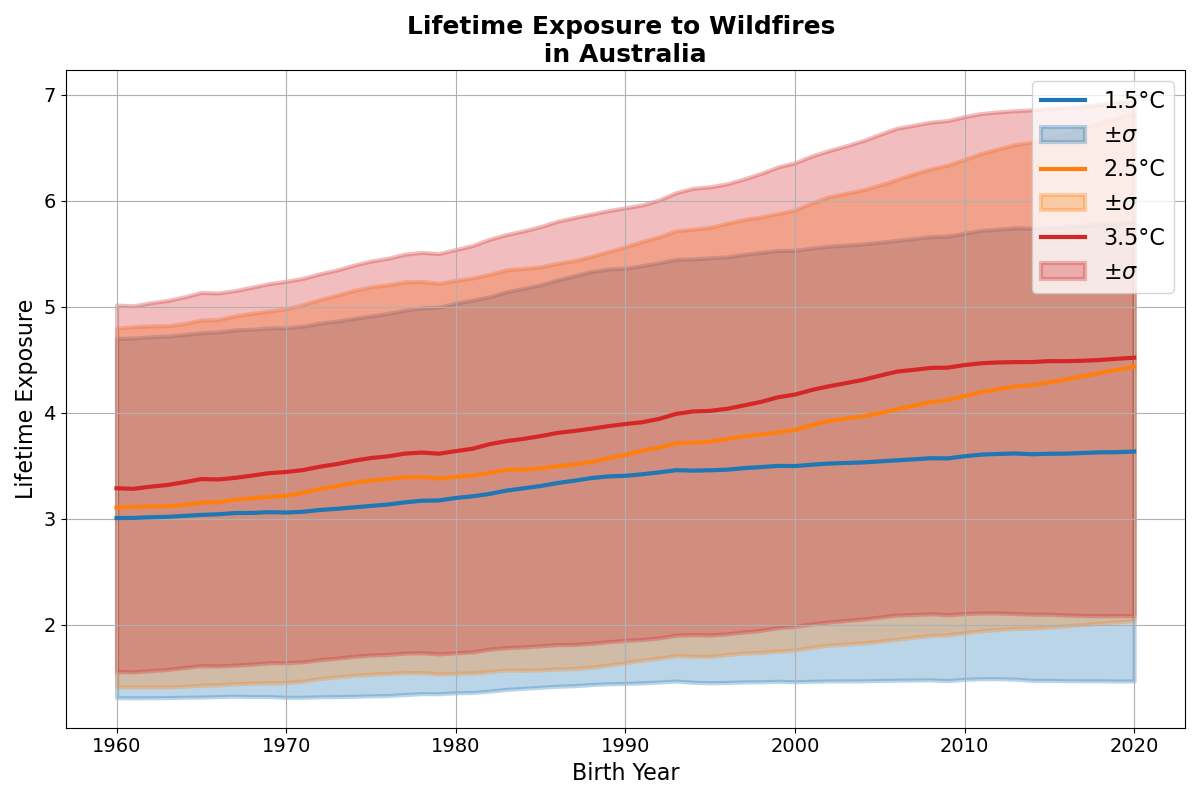 Lifetime Exposure to Wildfires
in Australia
7
6
5
4
3
2
Lifetime Exposure
1.5°C
±σ
2.5°C
±σ
3.5°C
±σ
1960 1970 1980 1990 2000 2010 2020
Birth Year